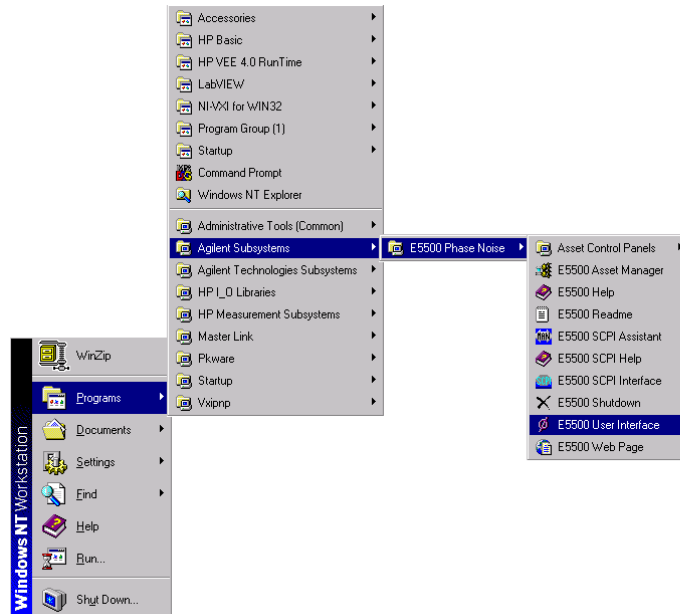 Accessories
HP Basic
HP VEE 4.0 RunTime
LabVIEW
NI-VXI for WIN32
Program Group (1)
Startup
Command Prompt
Windows NT Explorer
Administrative Tools (Common)
Agilent Subsystems
Agilent Technologies Subsystems
HP I_O Libraries
HP Measurement Subsystems
Master Link
Pkware
Startup
Vxipnp
E5500 Phase Noise
Asset Control Panels
E5500 Asset Manager
E5500 Help
E5500 Readme
E5500 SCPI Assistant
E5500 SCPI Help
E5500 SCPI Interface
E5500 Shutdown
E5500 User Interface
E5500 Web Page
WinZip
Programs
Documents
Settings
Find
Help
Run...
Shut Down...
Windows NT Workstation